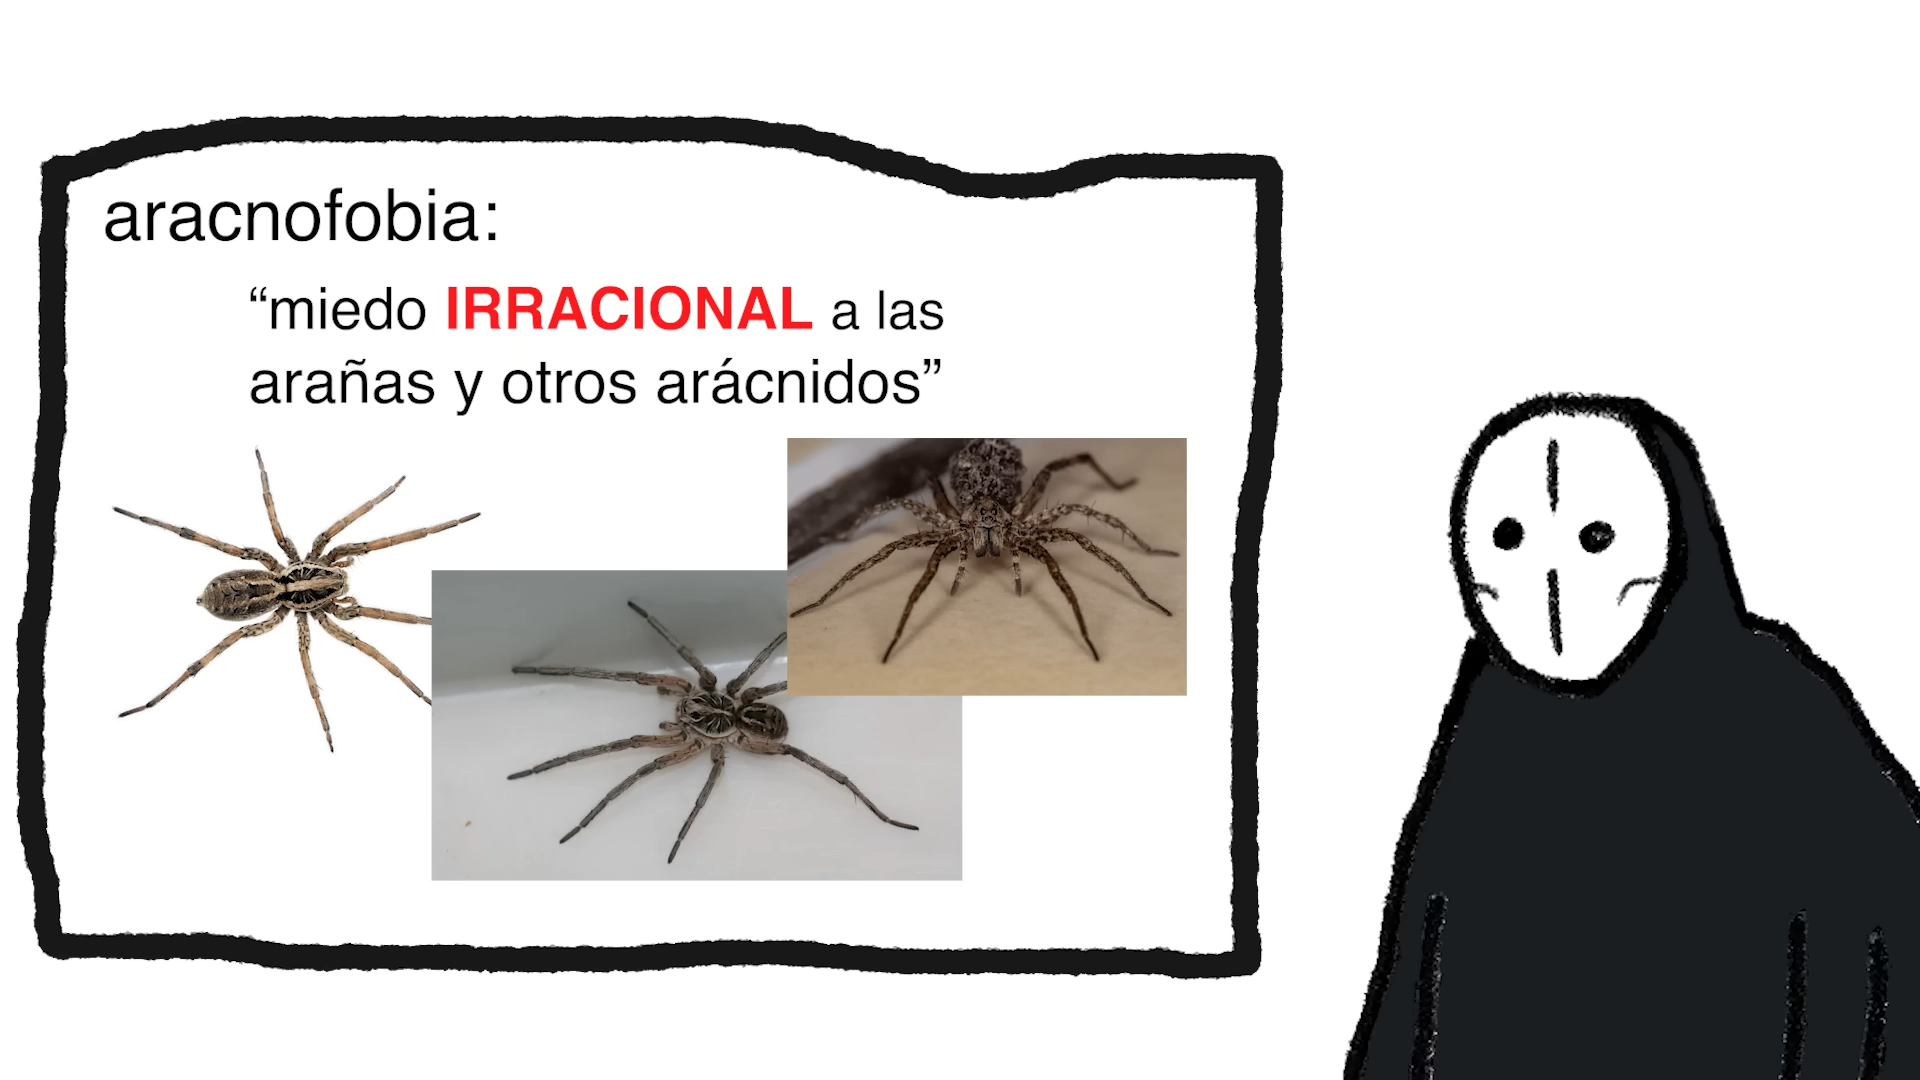 aracnofobia:
“miedo IRRACIONAL a las
arañas y otros arácnidos”